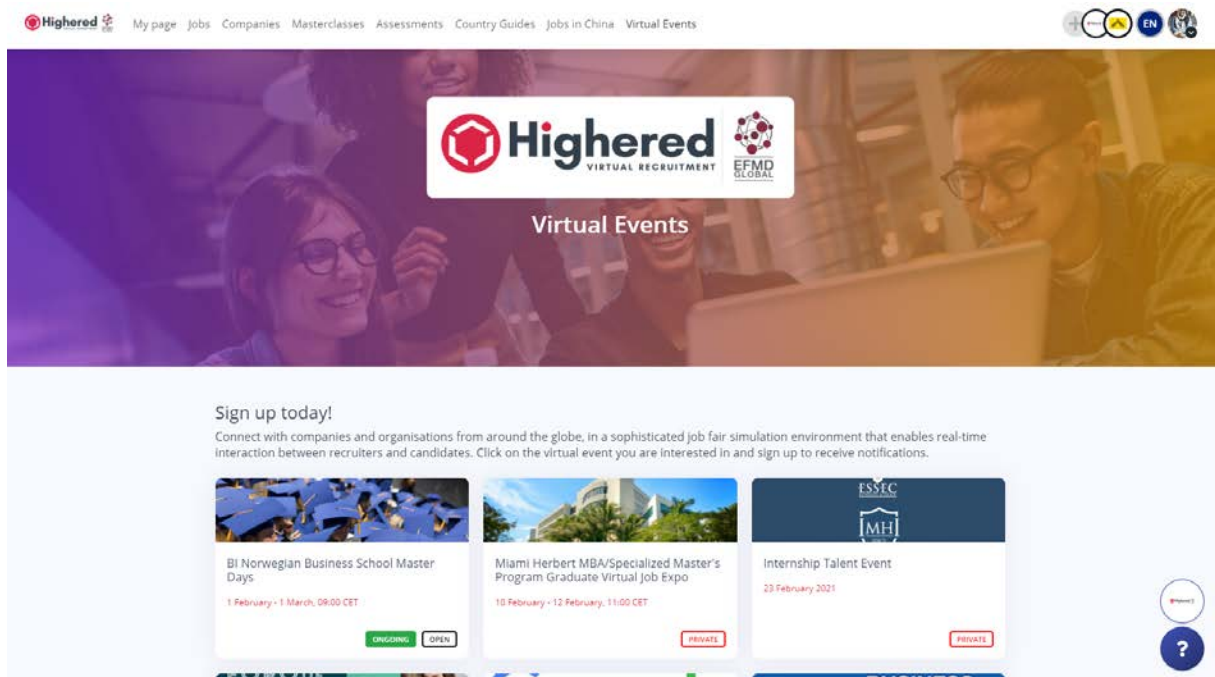 Highered
My page Jobs Companies Masterclasses Assessments Country Guides Jobs in China Virtual Events
EN
Highered
VIRTUAL RECRUITMENT
EFMD
GLOBAL
Virtual Events
Sign up today!
Connect with companies and organisations from around the globe, in a sophisticated job fair simulation environment that enables real-time
interaction between recruiters and candidates. Click on the virtual event you are interested in and sign up to receive notifications.
BI Norwegian Business School Master
Days
1 February - 1 March, 09:00 CET
ONGOING OPEN
Miami Herbert MBA/Specialized Master's
Program Graduate Virtual Job Expo
10 February - 12 February, 11:00 CET
PRIVATE
ESSEC
MH
Internship Talent Event
23 February 2021
PRIVATE
?